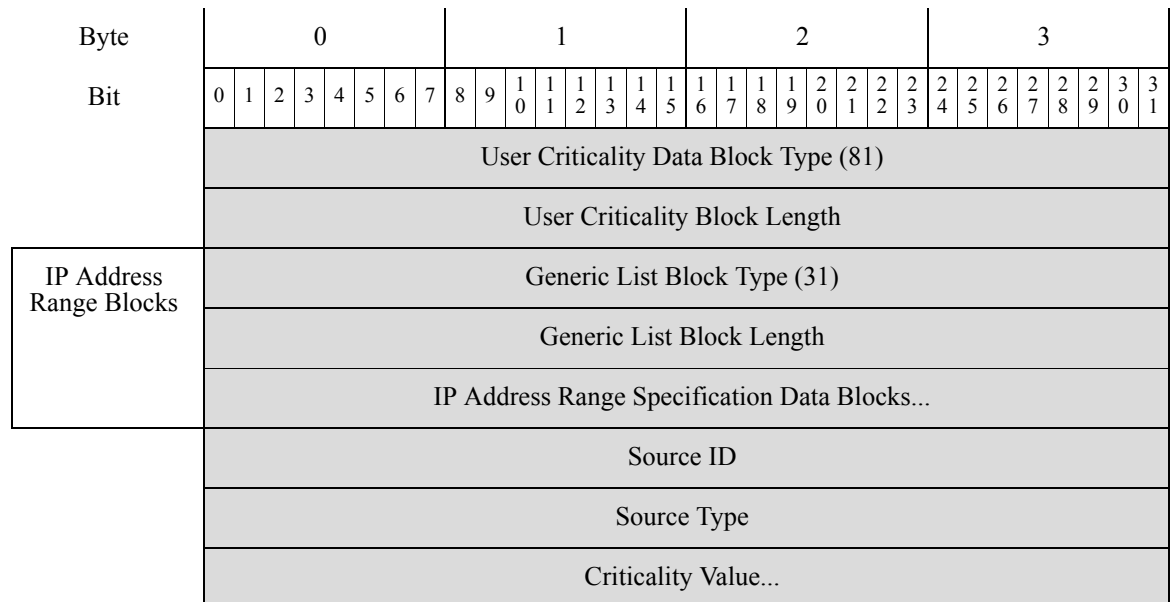 Byte 0 1 2 3
Bit 0 1 2 3 4 5 6 7 8 9 10 11 12 13 14 15 16 17 18 19 20 21 22 23 24 25 26 27 28 29 30 31
User Criticality Data Block Type (81)
User Criticality Block Length
IP Address
Range Blocks
Generic List Block Type (31)
Generic List Block Length
IP Address Range Specification Data Blocks...
Source ID
Source Type
Criticality Value...